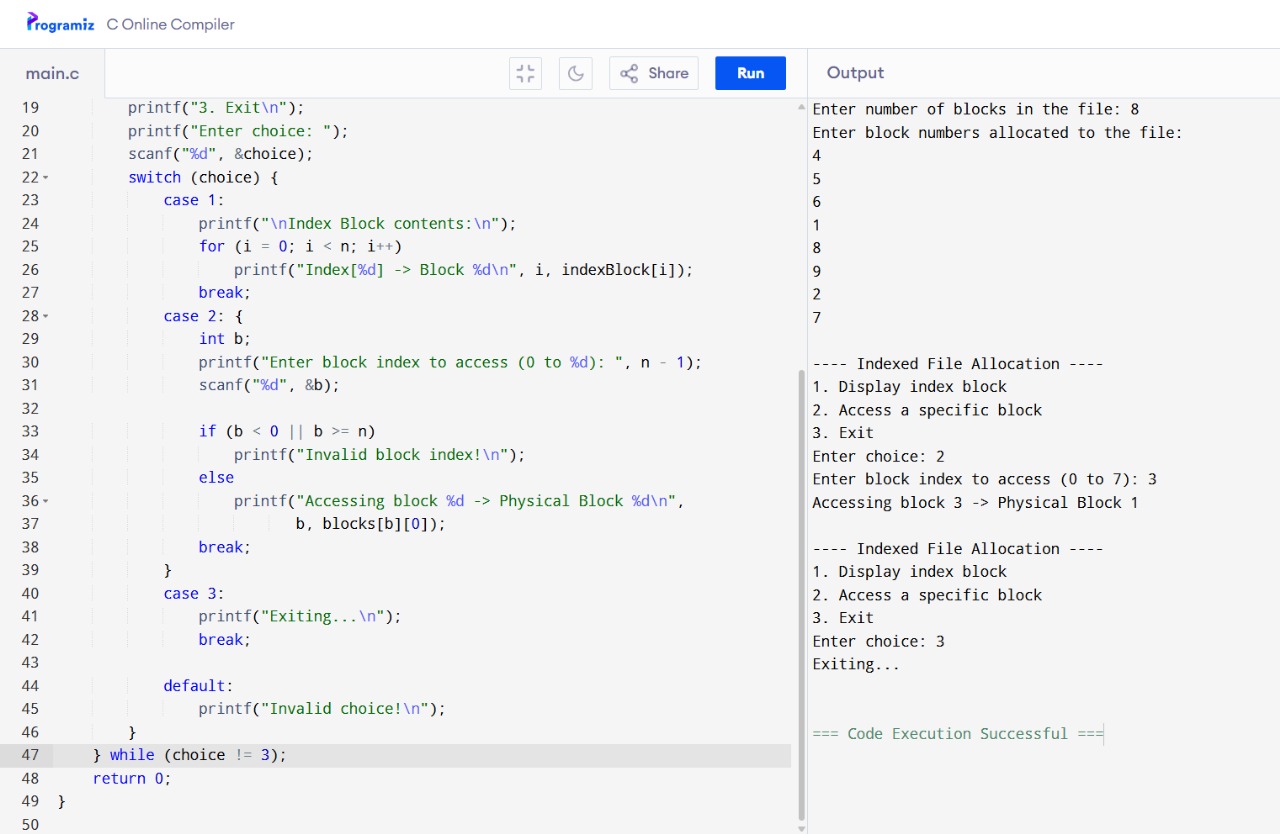 Programiz C Online Compiler
main.c
Share
Run
Output
19 printf("3. Exit\n");
20 printf("Enter choice: ");
21 scanf("%d", &choice);
22 switch (choice) {
23 case 1:
24 printf("\nIndex Block contents:\n");
25 for (i = 0; i < n; i++)
26 printf("Index[%d] -> Block %d\n", i, indexBlock[i]);
27 break;
28 case 2: {
29 int b;
30 printf("Enter block index to access (0 to %d): ", n - 1);
31 scanf("%d", &b);
32
33 if (b < 0 || b >= n)
34 printf("Invalid block index!\n");
35 else
36 printf("Accessing block %d -> Physical Block %d\n",
37 b, blocks[b][0]);
38 break;
39 }
40 case 3:
41 printf("Exiting...\n");
42 break;
43
44 default:
45 printf("Invalid choice!\n");
46 }
47 } while (choice != 3);
48 return 0;
49 }
50
Enter number of blocks in the file: 8
Enter block numbers allocated to the file:
4
5
6
1
8
9
2
7
---- Indexed File Allocation ----
1. Display index block
2. Access a specific block
3. Exit
Enter choice: 2
Enter block index to access (0 to 7): 3
Accessing block 3 -> Physical Block 1
---- Indexed File Allocation ----
1. Display index block
2. Access a specific block
3. Exit
Enter choice: 3
Exiting...
=== Code Execution Successful ===